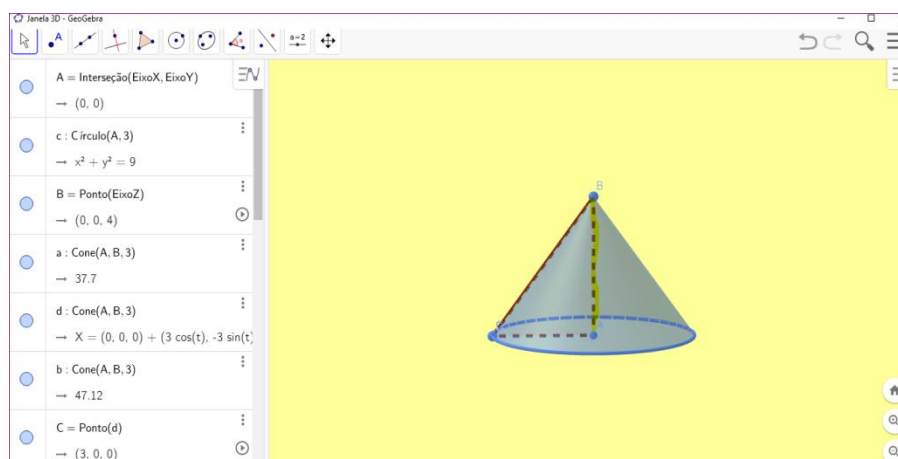 Janela 3D - GeoGebra
A
a=2
A = Interseção(EixoX, EixoY)
→ (0, 0)
c : Círculo(A, 3)
→ x² + y² = 9
B = Ponto(EixoZ)
→ (0, 0, 4)
a : Cone(A, B, 3)
→ 37.7
d : Cone(A, B, 3)
→ X = (0, 0, 0) + (3 cos(t), -3 sin(t)
b : Cone(A, B, 3)
→ 47.12
C = Ponto(d)
→ (3, 0, 0)
B
A